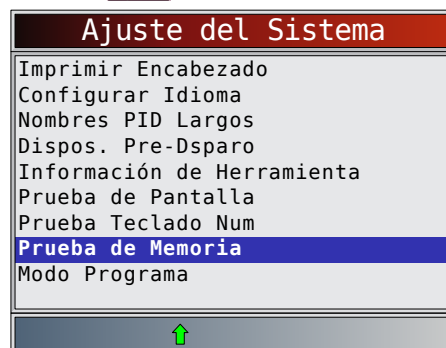 Ajuste del Sistema
Imprimir Encabezado
Configurar Idioma
Nombres PID Largos
Dispos. Pre-Dsparo
Información de Herramienta
Prueba de Pantalla
Prueba Teclado Num
Prueba de Memoria
Modo Programa